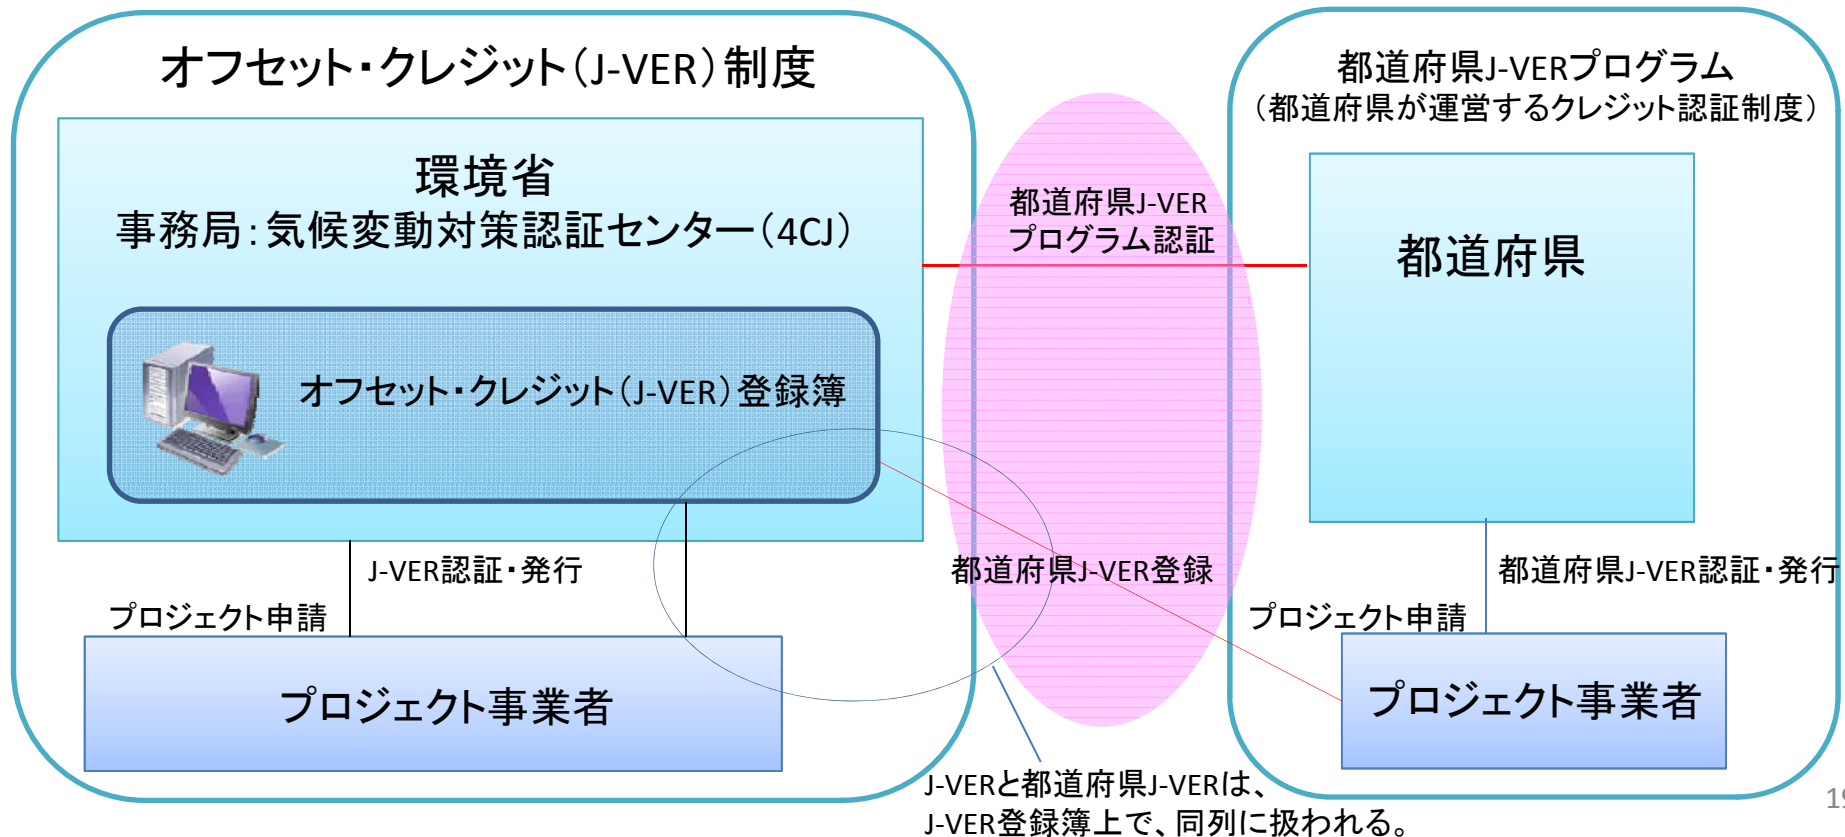 オフセット・クレジット（J-VER）制度
環境省
事務局：気候変動対策認証センター（4CJ）
オフセット・クレジット（J-VER）登録簿
J-VER認証・発行
プロジェクト申請
プロジェクト事業者
都道府県J-VER
プログラム認証
都道府県J-VER登録
J-VERと都道府県J-VERは、
J-VER登録簿上で、同列に扱われる。
都道府県J-VERプログラム
（都道府県が運営するクレジット認証制度）
都道府県
都道府県J-VER認証・発行
プロジェクト申請
プロジェクト事業者
19